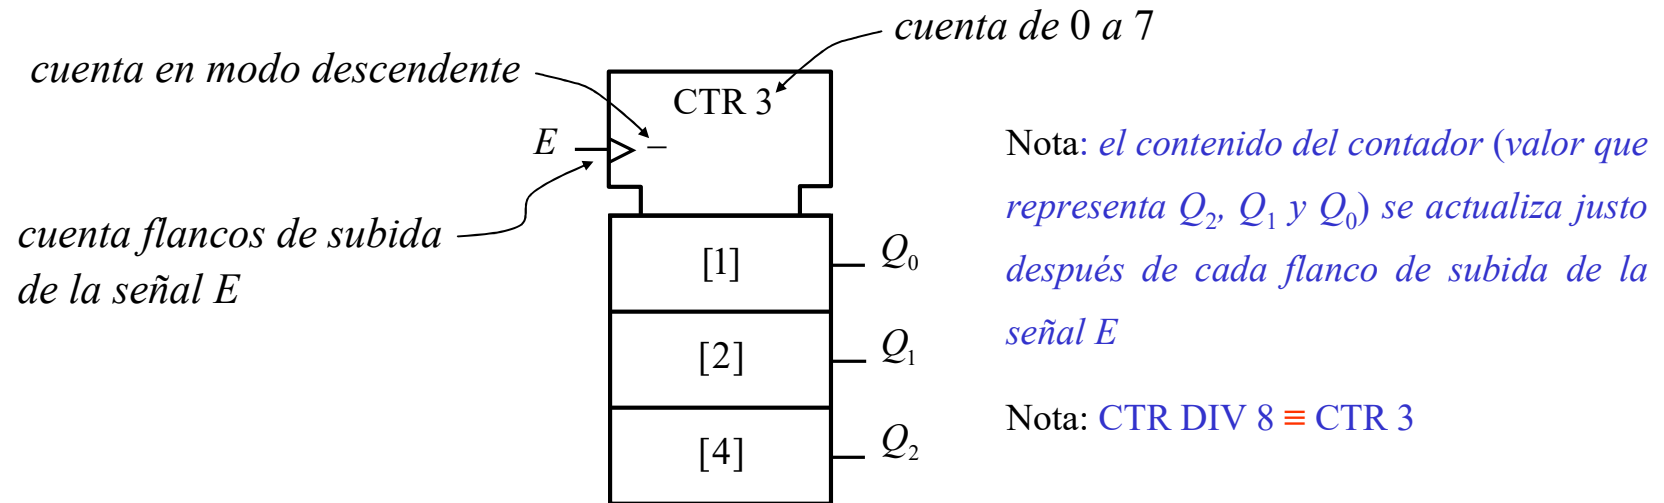 cuenta de 0 a 7
cuenta en modo descendente
CTR 3
E
–
cuenta flancos de subida
de la señal E
[1]
Q0
[2]
Q1
[4]
Q2
Nota: el contenido del contador (valor que
representa Q2, Q1 y Q0) se actualiza justo
después de cada flanco de subida de la
señal E
Nota: CTR DIV 8 ≡ CTR 3